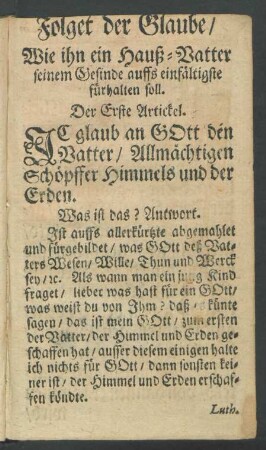 Folget der Glaube/
Wie ihn ein Hauß-Vatter
seinem Gesinde auffs einfältigste
fürhalten soll.
Der Erste Artickel.
ICh glaub an GOtt den
Vatter/ Allmächtigen
Schöpffer Himmels und der
Erden.
Was ist das? Antwort.
Ist auffs allerkürtzte abgemahlet
und fürgebildet/ was GOtt deß Vat-
ters Wesen/ Wille/ Thun und Werck
sey/ ꝛc. Als wann man ein jung Kind
fraget/ lieber was hast für ein GOtt/
was weist du von Jhm? daß es künte
sagen/ das ist mein GOtt/ zum ersten
der Vatter/ der Himmel und Erden ge-
schaffen hat/ ausser diesem einigen halte
ich nichts für GOtt/ dann sonsten kei-
ner ist/ der Himmel und Erden erschaf-
fen köndte.
Luth.